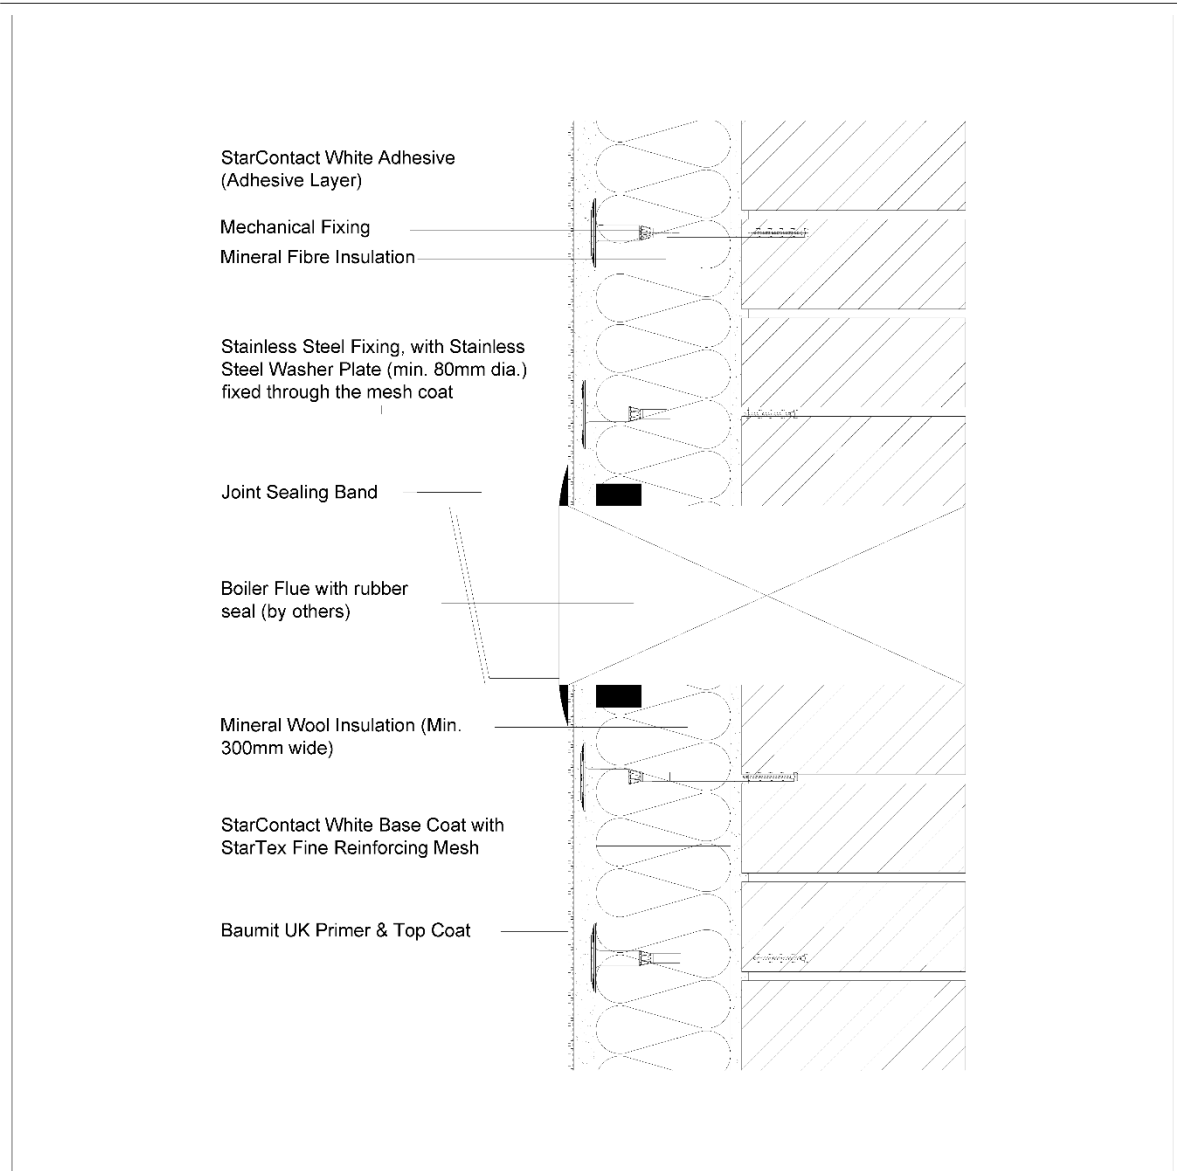 StarContact White Adhesive
(Adhesive Layer)
Mechanical Fixing
Mineral Fibre Insulation
Stainless Steel Fixing, with Stainless
Steel Washer Plate (min. 80mm dia.)
fixed through the mesh coat
Joint Sealing Band
Boiler Flue with rubber
seal (by others)
Mineral Wool Insulation (Min.
300mm wide)
StarContact White Base Coat with
StarTex Fine Reinforcing Mesh
Baumit UK Primer & Top Coat